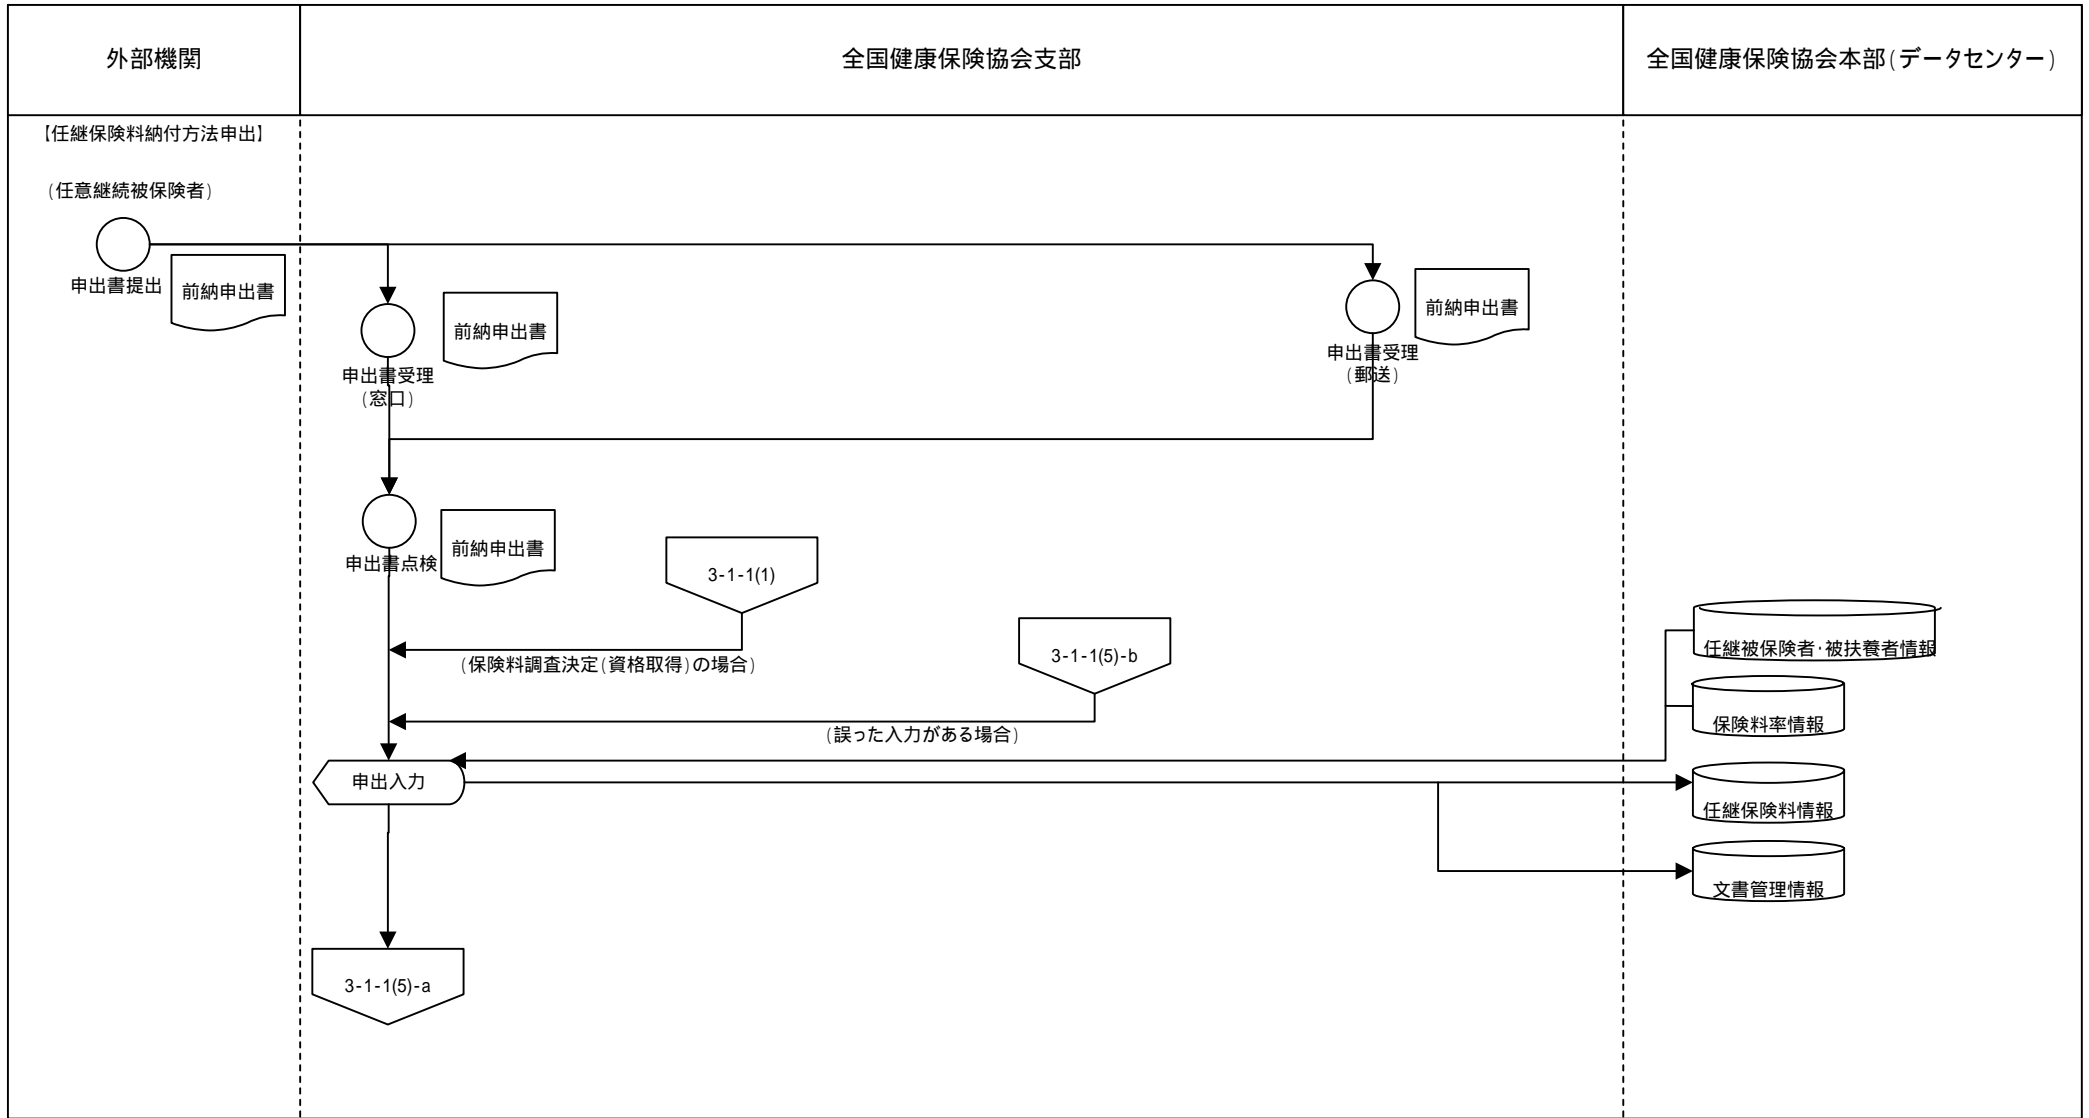 外部機関
全国健康保険協会支部
全国健康保険協会本部(データセンター)
【任継保険料納付方法申出】
(任意継続被保険者)
申出書提出
前納申出書
前納申出書
申出書受理
(窓口)
前納申出書
申出書受理
(郵送)
前納申出書
申出書点検
3-1-1(1)
(保険料調査決定(資格取得)の場合)
3-1-1(5)-b
(誤った入力がある場合)
任継被保険者・被扶養者情報
保険料率情報
申出入力
任継保険料情報
文書管理情報
3-1-1(5)-a